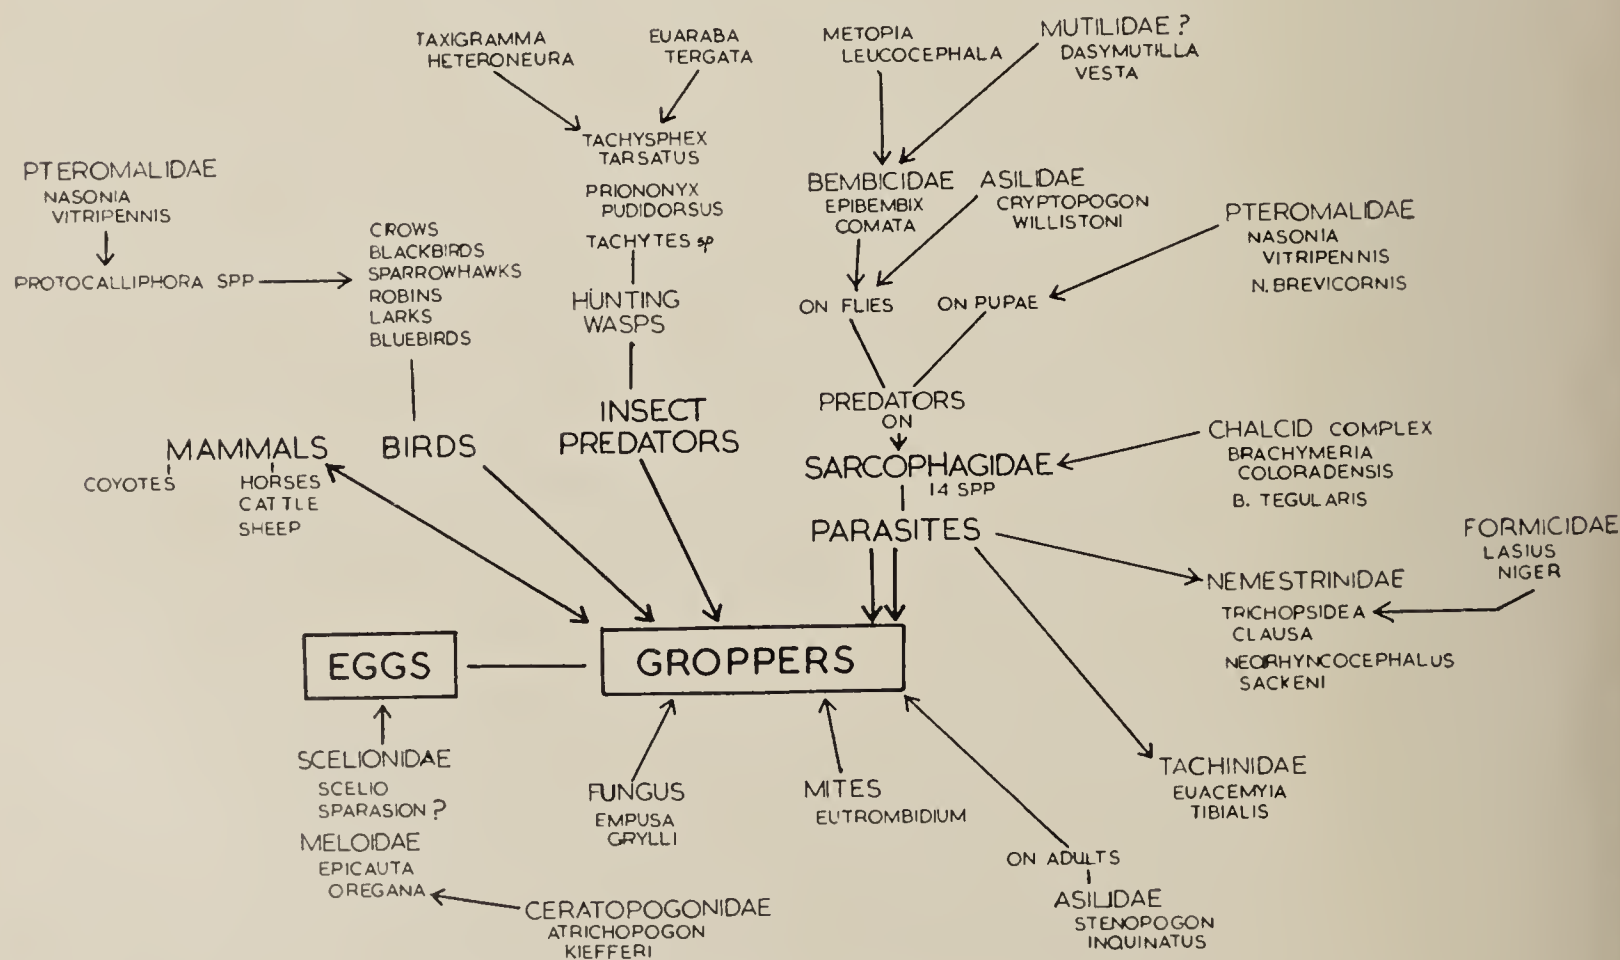 TAXIGRAMMA
HETERONEURA
EUARABA
TERGATA
METOPIA
LEUCOCEPHALA
MUTILIDAE ?
DASYMUTILLA
VESTA
TACHYSPHEX
TARSATUS
PRIONONYX
PUDIDORSUS
TACHYTES sp
HUNTING
WASPS
INSECT
PREDATORS
PTEROMALIDAE
NASONIA
VITRIPENNIS
PROTOCALLIPHORA SPP
CROWS
BLACKBIRDS
SPARROWHAWKS
ROBINS
LARKS
BLUEBIRDS
BIRDS
MAMMALS
COYOTES
HORSES
CATTLE
SHEEP
BEMBICIDAE
EPIBEMBIX
COMATA
ASILIDAE
CRYPTOPOGON
WILLISTONI
PTEROMALIDAE
NASONIA
VITRIPENNIS
N. BREVICORNIS
ON FLIES
ON PUPAE
PREDATORS
ON
SARCOPHAGIDAE
14 SPP
PARASITES
CHALCID COMPLEX
BRACHYMERIA
COLORADENSIS
B. TEGULARIS
FORMICIDAE
LASIUS
NIGER
NEMESTRINIDAE
TRICHOPSIDEA
CLAUSA
NEORHYNCOCEPHALUS
SACKENI
EGGS
GROPPERS
SCELIONIDAE
SCELIO
SPARASION ?
MELOIDAE
EPICAUTA
OREGANA
CERATOPOGONIDAE
ATRICHOPOGON
KIEFFERI
FUNGUS
EMPUSA
GRYLLI
MITES
EUTROMBIDIUM
TACHINIDAE
EUACEMYIA
TIBIALIS
ON ADULTS
ASILIDAE
STENOPOGON
INQUINATUS